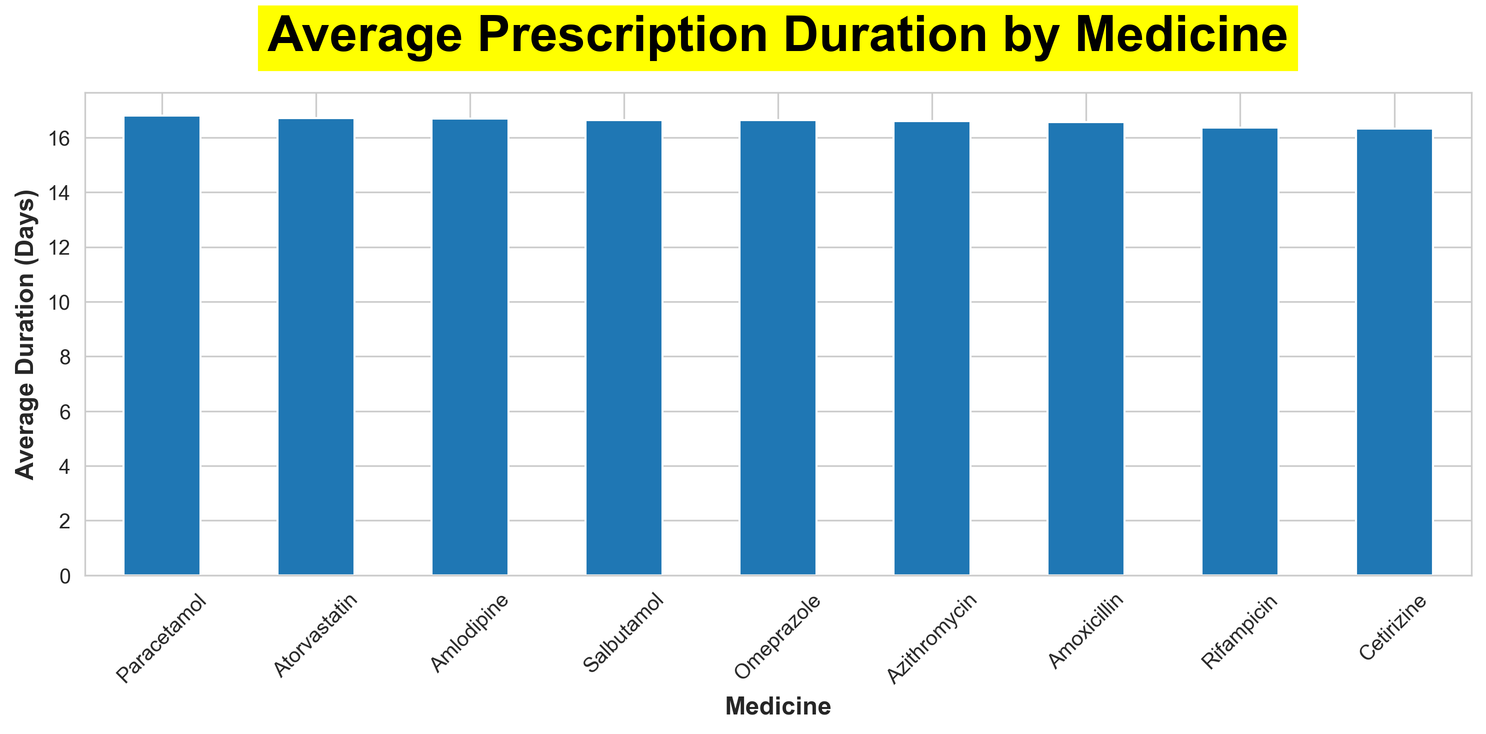 Average Prescription Duration by Medicine
Average Duration (Days)
16
14
12
10
8
6
4
2
0
Paracetamol
Atorvastatin
Amlodipine
Salbutamol
Omeprazole
Azithromycin
Amoxicillin
Rifampicin
Cetirizine
Medicine